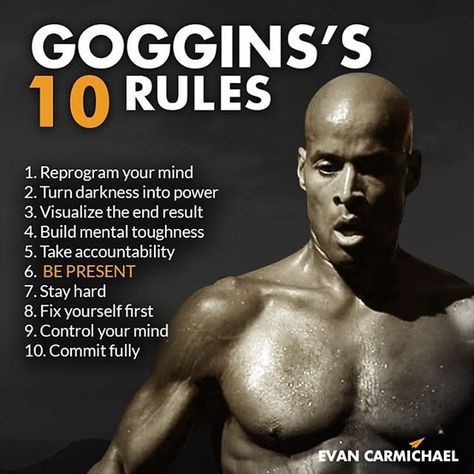 GOGGINS'S
10 RULES
1. Reprogram your mind
2. Turn darkness into power
3. Visualize the end result
4. Build mental toughness
5. Take accountability
6. BE PRESENT
7. Stay hard
8. Fix yourself first
9. Control your mind
10. Commit fully
EVAN CARMICHAEL